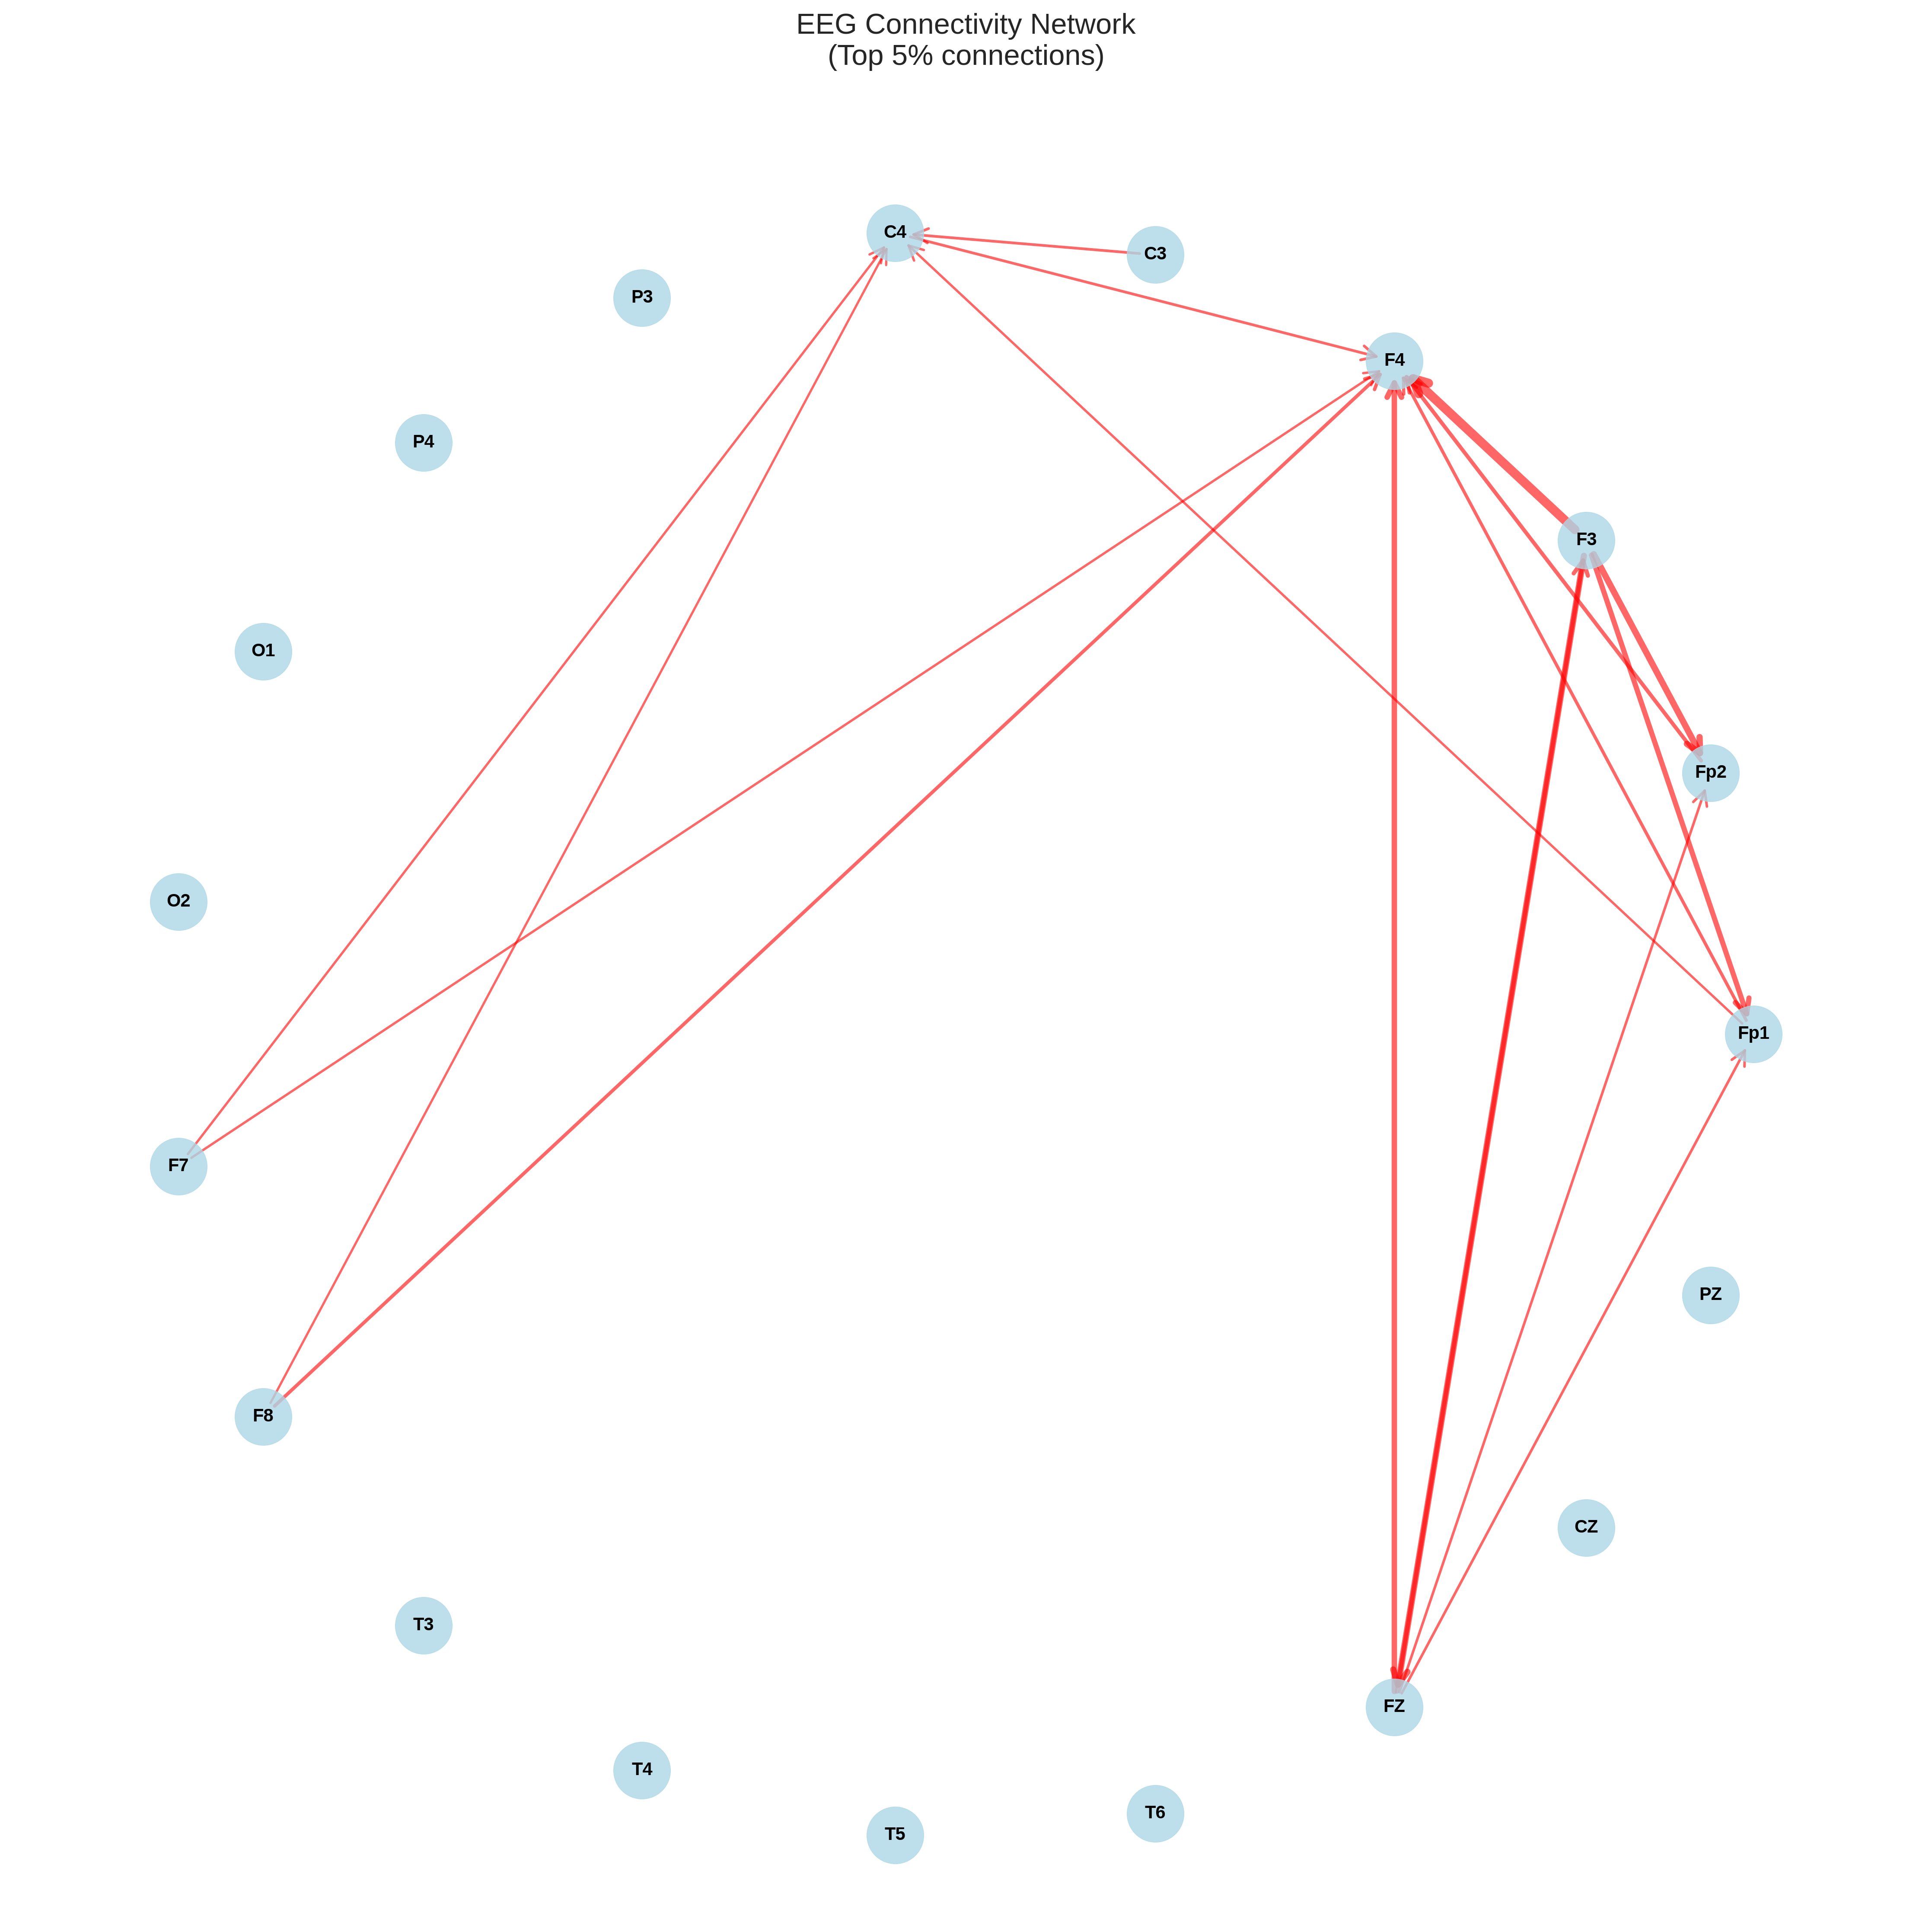 EEG Connectivity Network
(Top 5% connections)
C4
C3
P3
F4
P4
F3
O1
Fp2
O2
Fp1
F7
PZ
F8
CZ
T3
FZ
T4
T6
T5